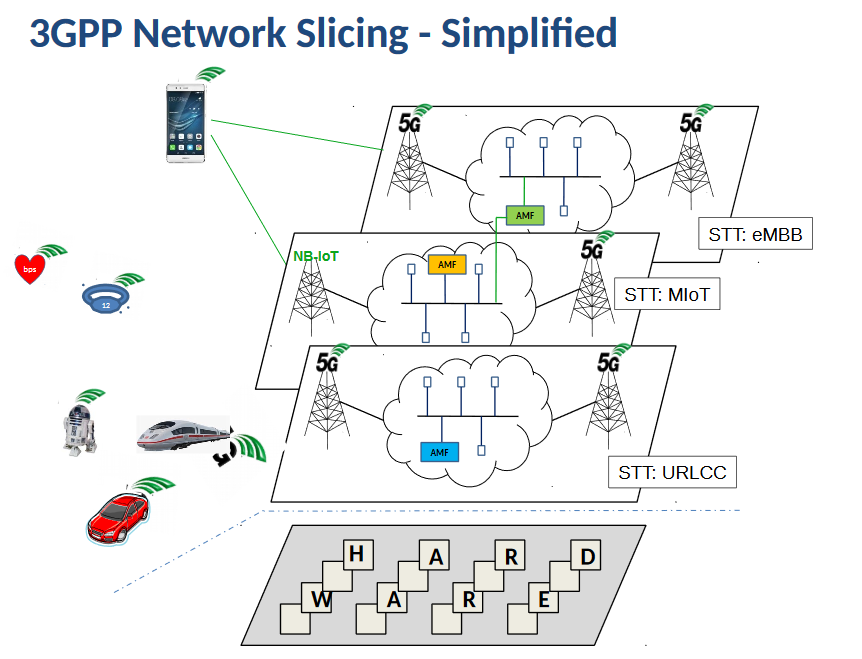 3GPP Network Slicing - Simplified
5G
5G
AMF
STT: eMBB
NB-IoT
5G
AMF
STT: MIoT
bps
12
5G
5G
AMF
STT: URLCC
5G
H A R D
W A R E